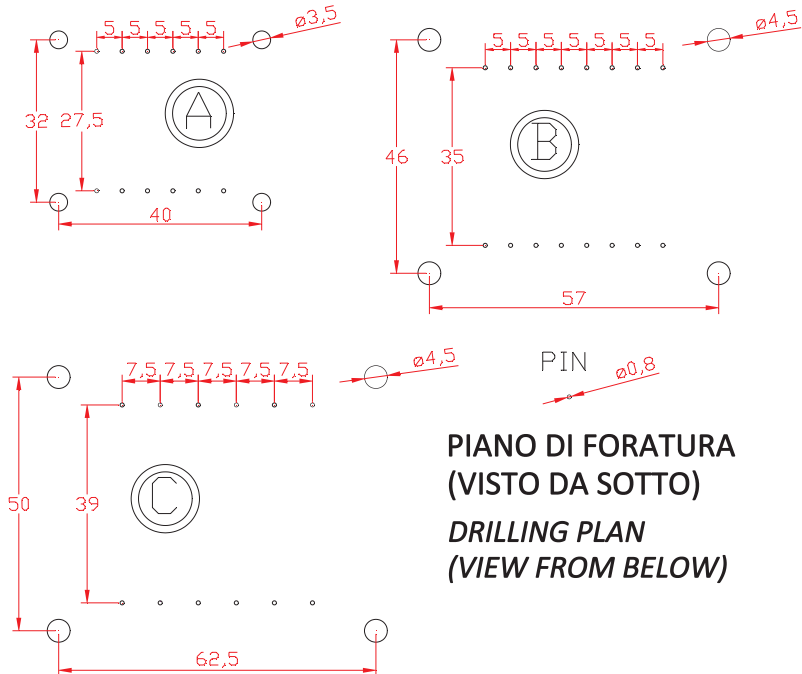 5 5 5 5 5
ø3,5
32
27,5
A
40
5 5 5 5 5 5 5
ø4,5
46
35
B
57
7,5 7,5 7,5 7,5 7,5
ø4,5
50
39
C
62,5
PIN
ø0,8
PIANO DI FORATURA
(VISTO DA SOTTO)
DRILLING PLAN
(VIEW FROM BELOW)